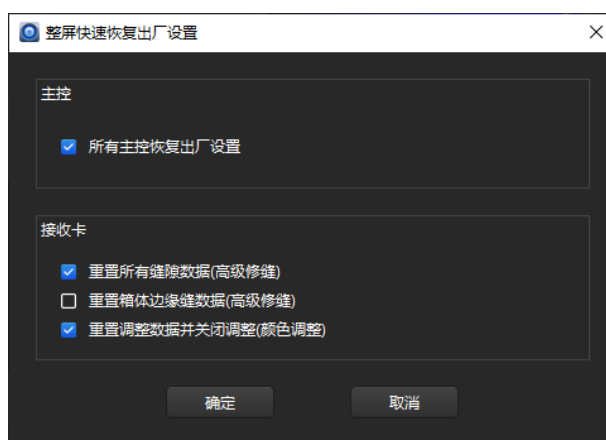 整屏快速恢复出厂设置
主控
所有主控恢复出厂设置
接收卡
重置所有缝隙数据(高级修缝)
重置箱体边缘缝数据(高级修缝)
重置调整数据并关闭调整(颜色调整)
确定 取消